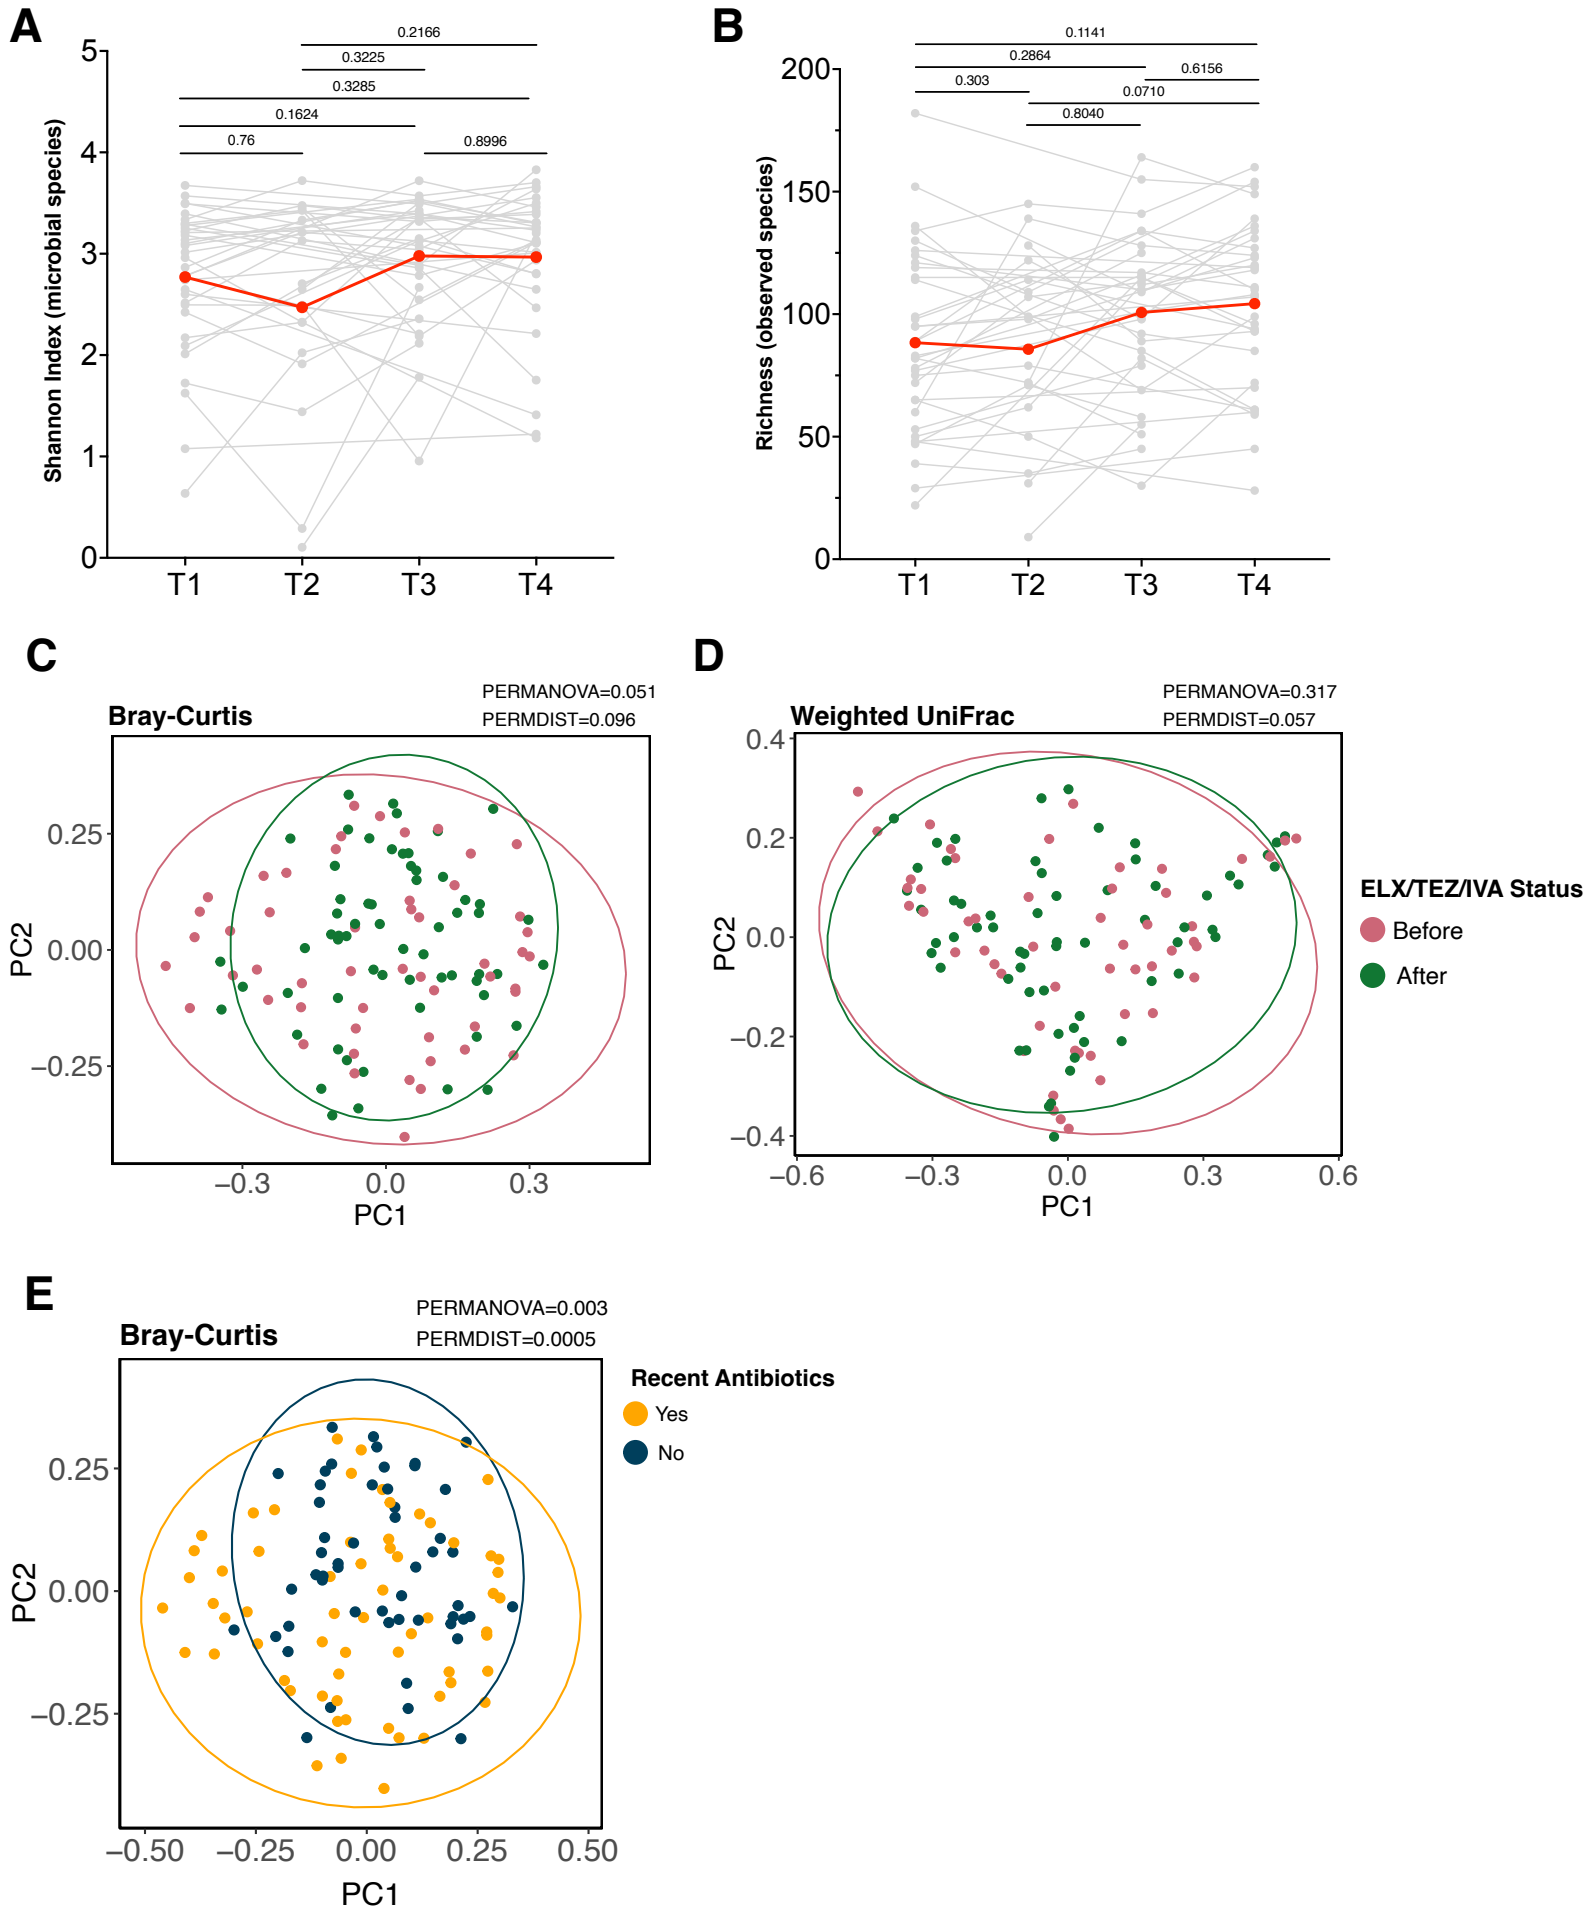 A
0.2166
0.3225
0.3285
0.1624
0.76
0.8996
5
4
3
2
1
0
Shannon Index (microbial species)
T1 T2 T3 T4
B
0.1141
0.2864
0.6156
0.303
0.0710
0.8040
200
150
100
50
0
Richness (observed species)
T1 T2 T3 T4
C
PERMANOVA=0.051
Bray-Curtis
PERMDIST=0.096
0.25
0.00
−0.25
PC2
−0.3 0.0 0.3
PC1
D
PERMANOVA=0.317
Weighted UniFrac
PERMDIST=0.057
0.4
0.2
0.0
−0.2
−0.4
PC2
−0.6 −0.3 0.0 0.3 0.6
PC1
ELX/TEZ/IVA Status
Before
After
E
PERMANOVA=0.003
Bray-Curtis
PERMDIST=0.0005
0.25
0.00
−0.25
PC2
−0.50 −0.25 0.00 0.25 0.50
PC1
Recent Antibiotics
Yes
No